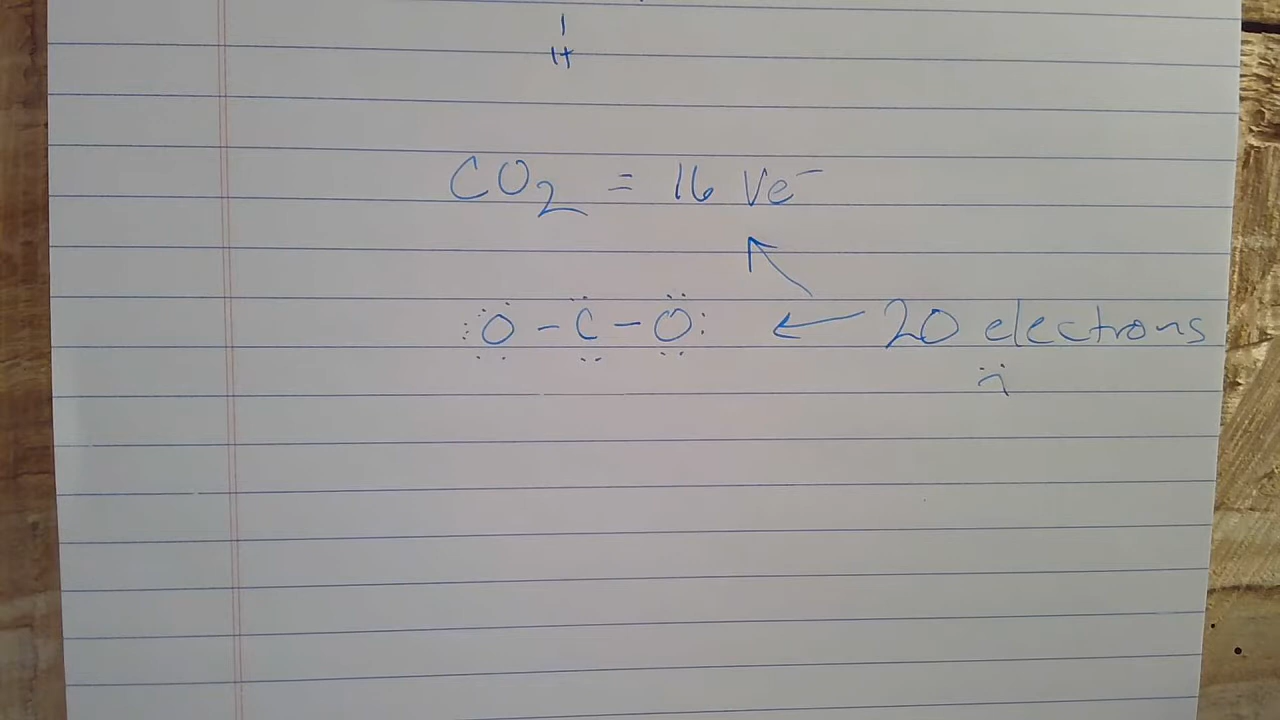 H
CO₂ = 16 Ve⁻
:Ö - C̈ - Ö: ← 20 electrons